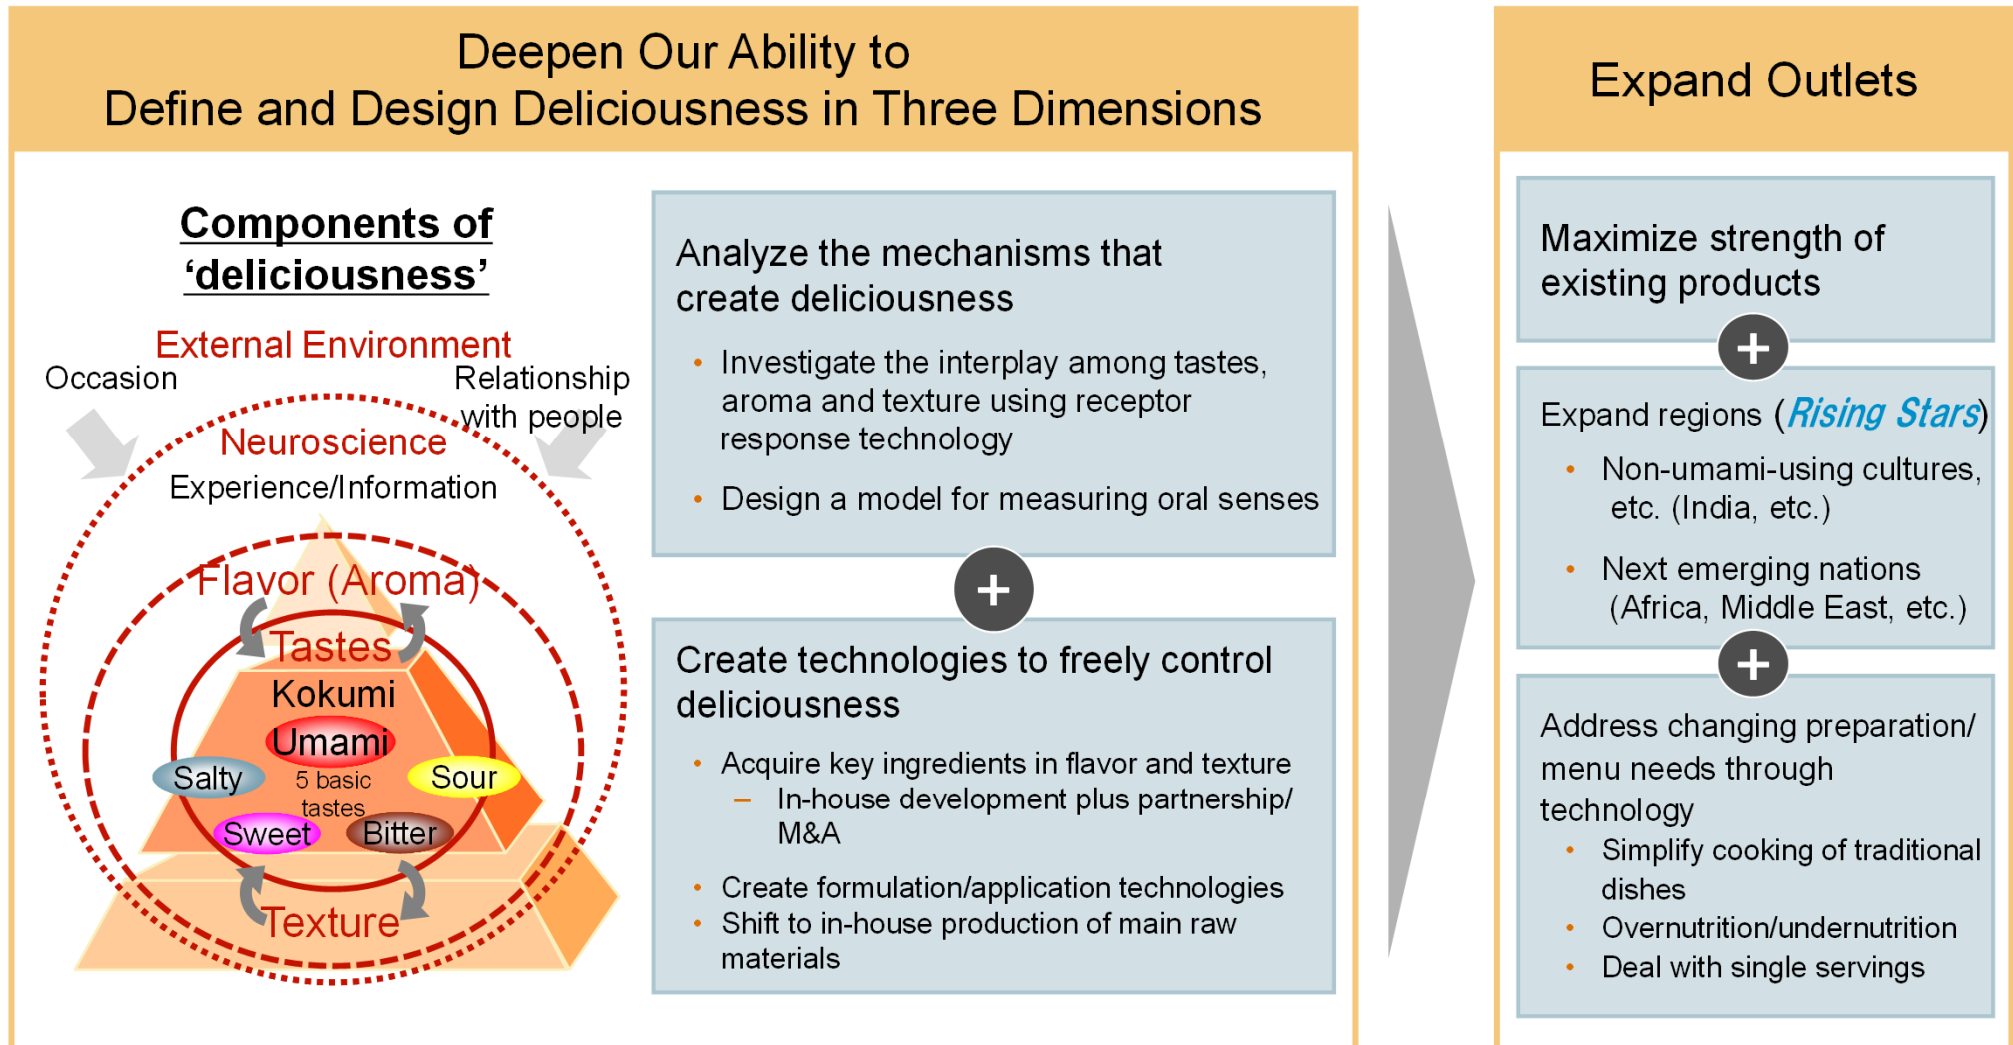 Deepen Our Ability to
Define and Design Deliciousness in Three Dimensions
Components of
‘deliciousness’
External Environment
Occasion
Relationship
with people
Neuroscience
Experience/Information
Flavor (Aroma)
Tastes
Kokumi
Umami
Salty
5 basic
tastes
Sour
Sweet
Bitter
Texture
Analyze the mechanisms that
create deliciousness
• Investigate the interplay among tastes,
aroma and texture using receptor
response technology
• Design a model for measuring oral senses
+
Create technologies to freely control
deliciousness
• Acquire key ingredients in flavor and texture
– In-house development plus partnership/
M&A
• Create formulation/application technologies
• Shift to in-house production of main raw
materials
Expand Outlets
Maximize strength of
existing products
+
Expand regions (Rising Stars)
• Non-umami-using cultures,
etc. (India, etc.)
• Next emerging nations
(Africa, Middle East, etc.)
+
Address changing preparation/
menu needs through
technology
• Simplify cooking of traditional
dishes
• Overnutrition/undernutrition
• Deal with single servings